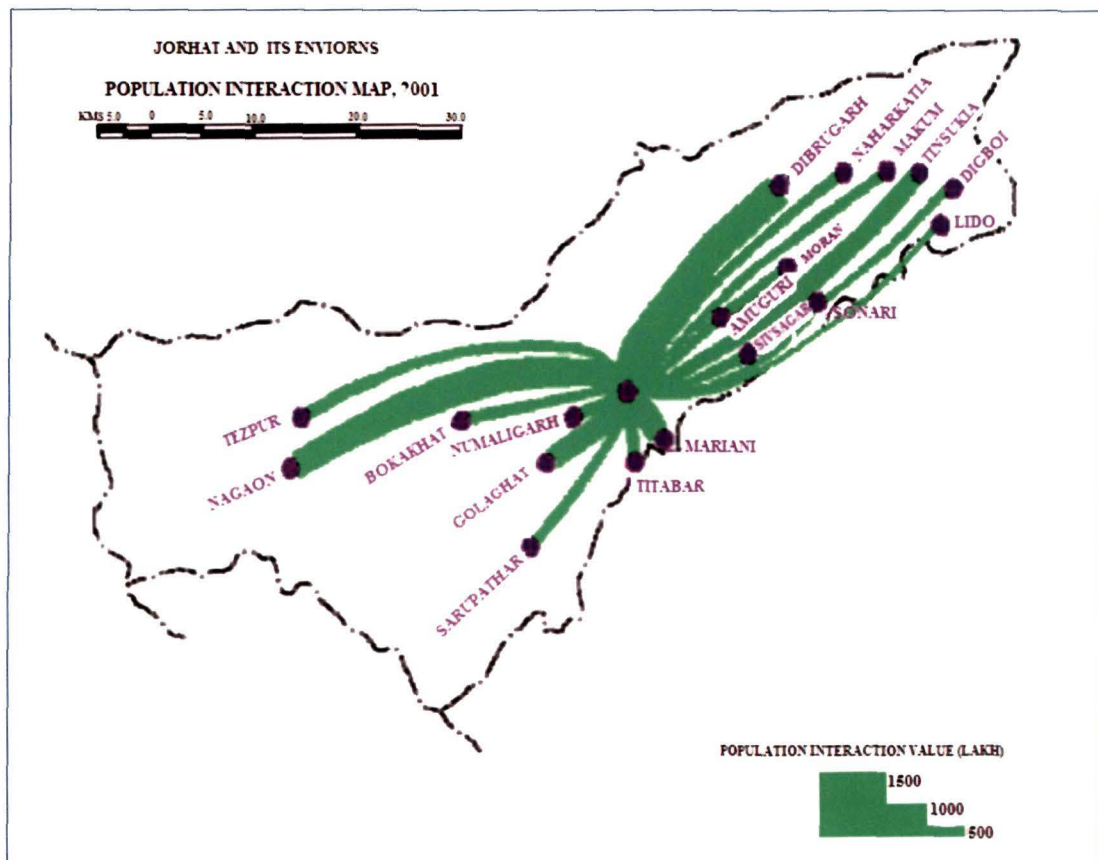 JORHAT AND ITS ENVIORNS
POPULATION INTERACTION MAP, 2001
KMS 5.0 0 5.0 10.0 20.0 30.0
DIBRUGARH
NAHARKATIA
MAKUM
TINSUKIA
DIGBOI
LIDO
MORAN
AMUGURI
SIVSAGAR
SONARI
TEZPUR
NAGAON
BOKAKHAT
NUMALIGARH
GOLAGHAT
SARUPATHAR
MARIANI
TITABAR
POPULATION INTERACTION VALUE (LAKH)
1500
1000
500